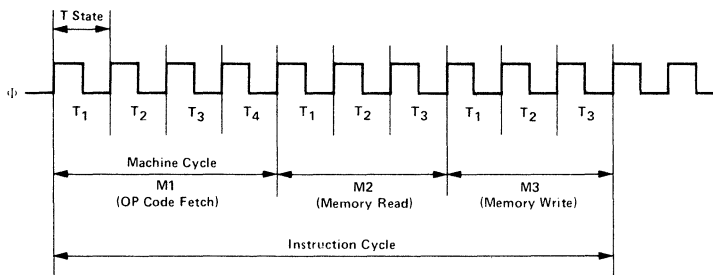 T State
Φ
T1 T2 T3 T4 T1 T2 T3 T1 T2 T3
Machine Cycle
M1
(OP Code Fetch)
M2
(Memory Read)
M3
(Memory Write)
Instruction Cycle